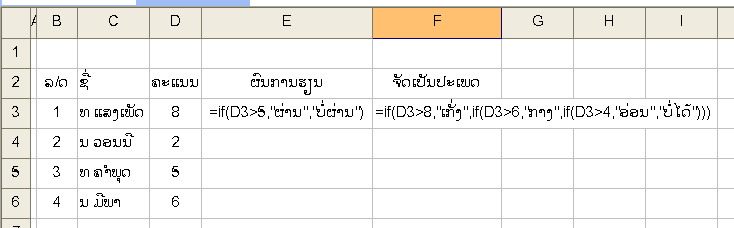 A B C D E F G H I
1
2 ລ/ດ ຊື່ ຄະແນນ ຜົນການຮຽນ ຈັດເປັນປະເພດ
3 1 ທ ແສງເພັດ 8 =if(D3>5,"ຜ່ານ","ບໍ່ຜ່ານ") =if(D3>8,"ເກັ່ງ",if(D3>6,"ກາງ",if(D3>4,"ອ່ອນ","ບໍ່ໄດ້")))
4 2 ນ ວອນນີ 2
5 3 ທ ຄຳພຸດ 5
6 4 ນ ມີພາ 6